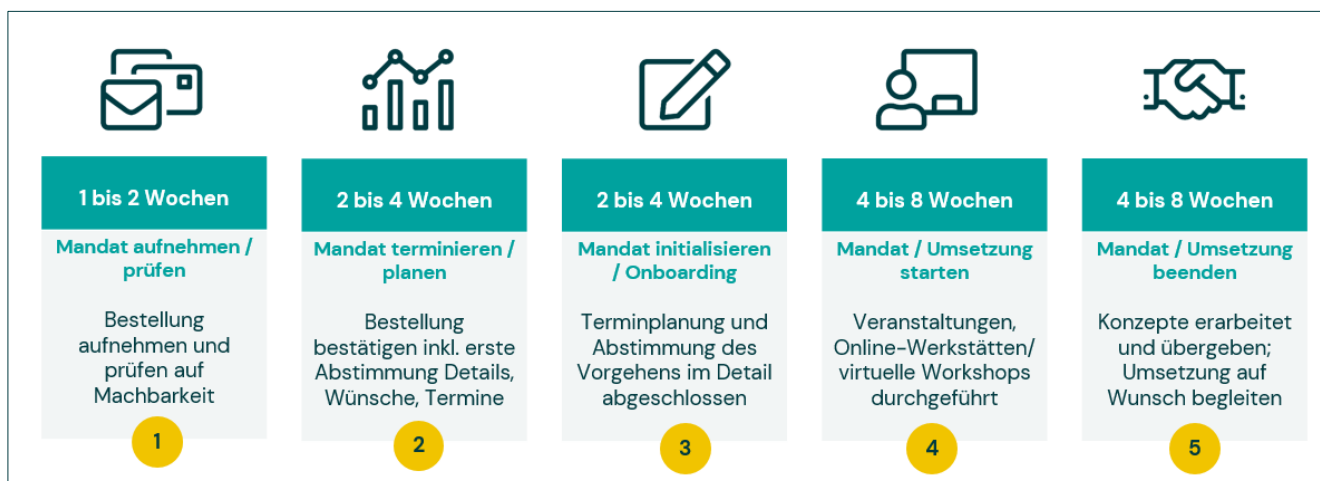 1 bis 2 Wochen
Mandat aufnehmen /
prüfen
Bestellung
aufnehmen und
prüfen auf
Machbarkeit
1
2 bis 4 Wochen
Mandat terminieren /
planen
Bestellung
bestätigen inkl. erste
Abstimmung Details,
Wünsche, Termine
2
2 bis 4 Wochen
Mandat initialisieren
/ Onboarding
Terminplanung und
Abstimmung des
Vorgehens im Detail
abgeschlossen
3
4 bis 8 Wochen
Mandat / Umsetzung
starten
Veranstaltungen,
Online-Werkstätten/
virtuelle Workshops
durchgeführt
4
4 bis 8 Wochen
Mandat / Umsetzung
beenden
Konzepte erarbeitet
und übergeben;
Umsetzung auf
Wunsch begleiten
5